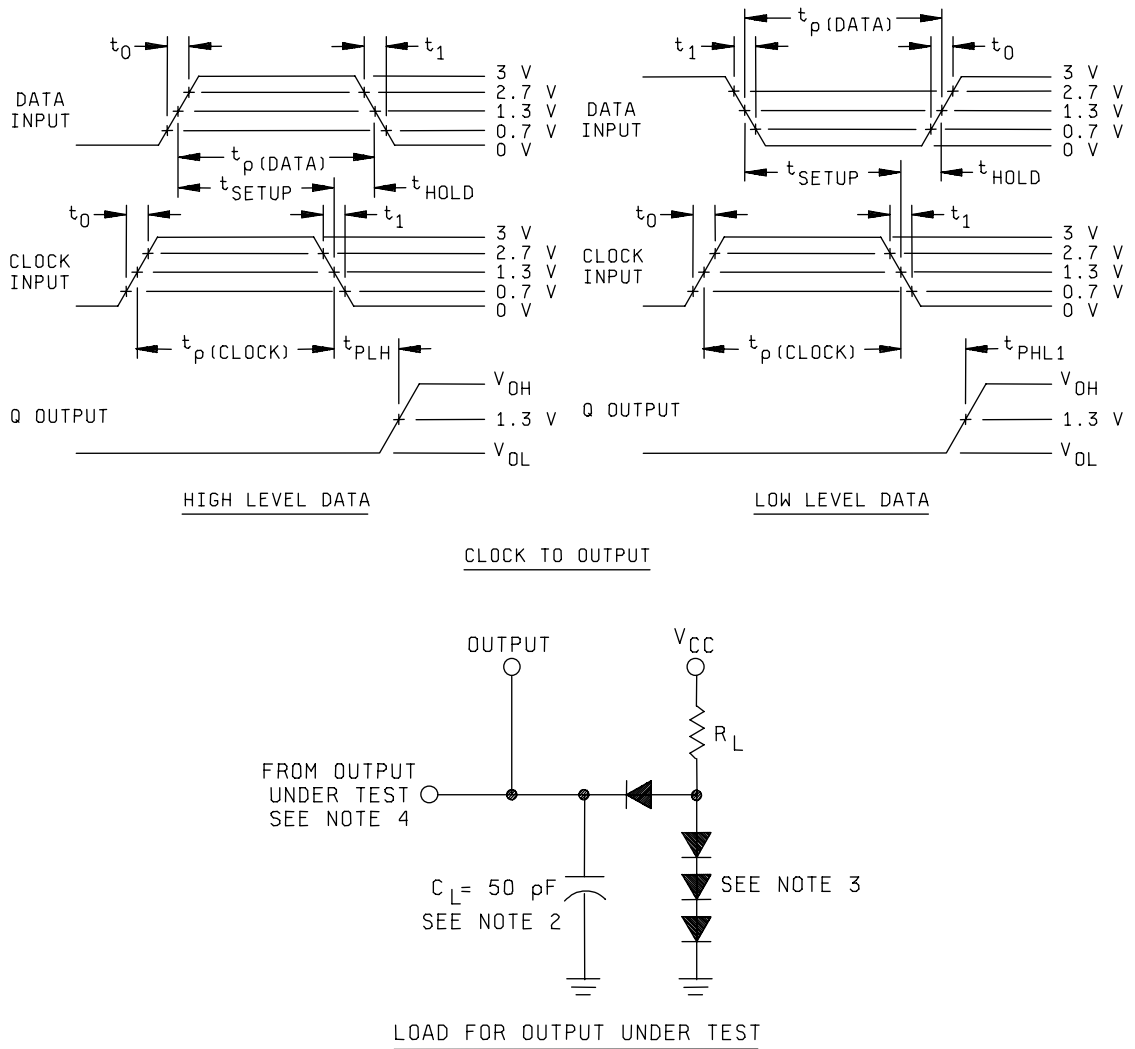 t0
t1
DATA
INPUT
3 V
2.7 V
1.3 V
0.7 V
0 V
tp(DATA)
tSETUP
tHOLD
t0
t1
CLOCK
INPUT
3 V
2.7 V
1.3 V
0.7 V
0 V
tp(CLOCK)
tPLH
Q OUTPUT
VOH
1.3 V
VOL
HIGH LEVEL DATA
tp(DATA)
t1
t0
DATA
INPUT
3 V
2.7 V
1.3 V
0.7 V
0 V
tSETUP
tHOLD
t0
t1
CLOCK
INPUT
3 V
2.7 V
1.3 V
0.7 V
0 V
tp(CLOCK)
tPHL1
Q OUTPUT
VOH
1.3 V
VOL
LOW LEVEL DATA
CLOCK TO OUTPUT
OUTPUT
VCC
RL
FROM OUTPUT
UNDER TEST
SEE NOTE 4
CL= 50 pF
SEE NOTE 2
SEE NOTE 3
LOAD FOR OUTPUT UNDER TEST